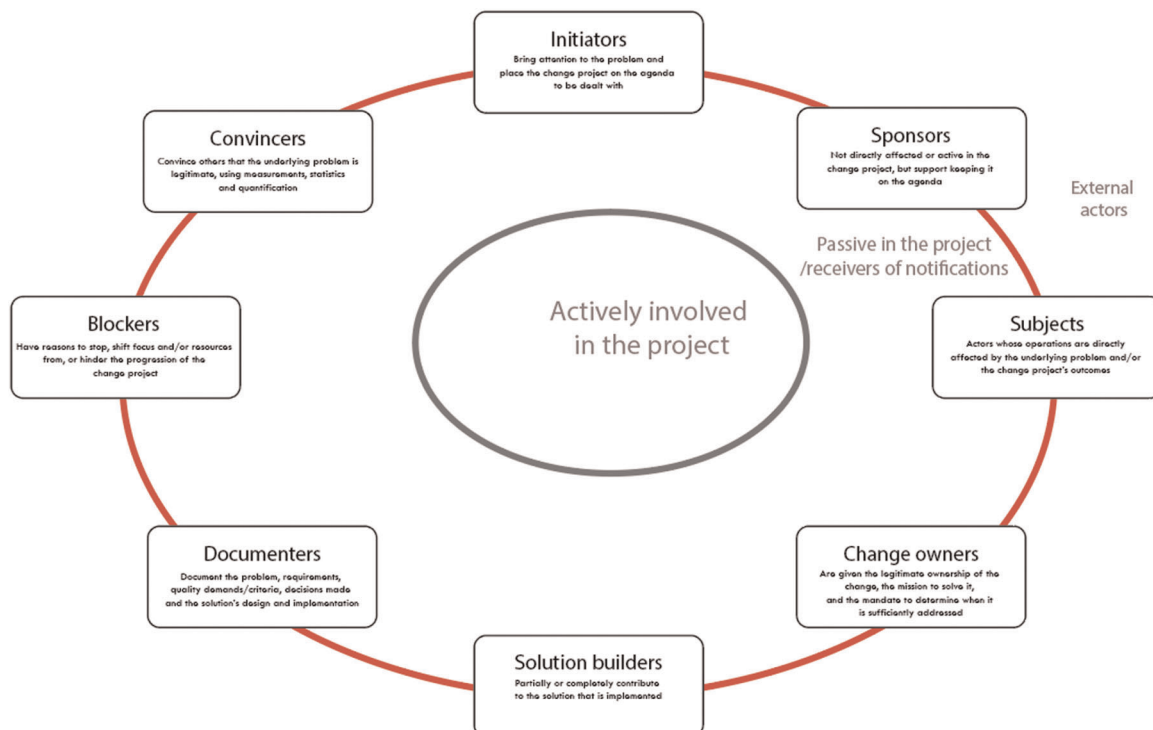 Initiators
Bring attention to the problem and
place the change project on the agenda
to be dealt with
Convincers
Convince others that the underlying problem is
legitimate, using measurements, statistics
and quantification
Sponsors
Not directly affected or active in the
change project, but support keeping it
on the agenda
External
actors
Passive in the project
/receivers of notifications
Actively involved
in the project
Blockers
Have reasons to stop, shift focus and/or resources
from, or hinder the progression of the
change project
Subjects
Actors whose operations are directly
affected by the underlying problem and/or
the change project's outcomes
Documenters
Document the problem, requirements,
quality demands/criteria, decisions made
and the solution's design and implementation
Change owners
Are given the legitimate ownership of the
change, the mission to solve it,
and the mandate to determine when it
is sufficiently addressed
Solution builders
Partially or completely contribute
to the solution that is implemented